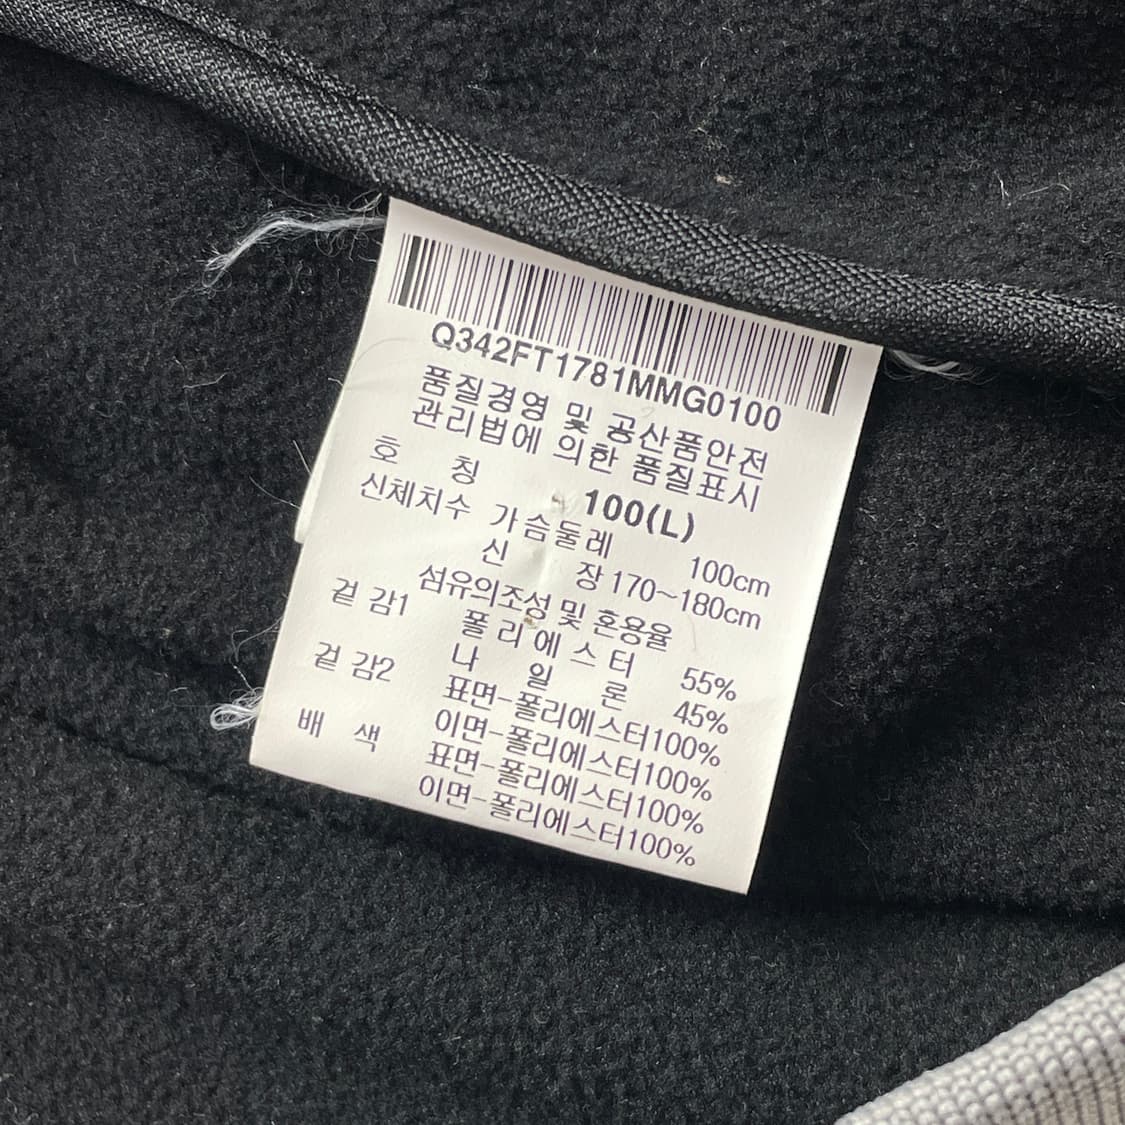 Q342FT1781MMG0100
품질경영 및 공산품안전
관리법에 의한 품질표시
호 칭 100(L)
신체치수 가슴둘레 100cm
신 장 170~180cm
섬유의조성 및 혼용율
겉 감1 폴리에스터 55%
나 일 론 45%
겉 감2 표면-폴리에스터100%
이면-폴리에스터100%
배 색 표면-폴리에스터100%
이면-폴리에스터100%